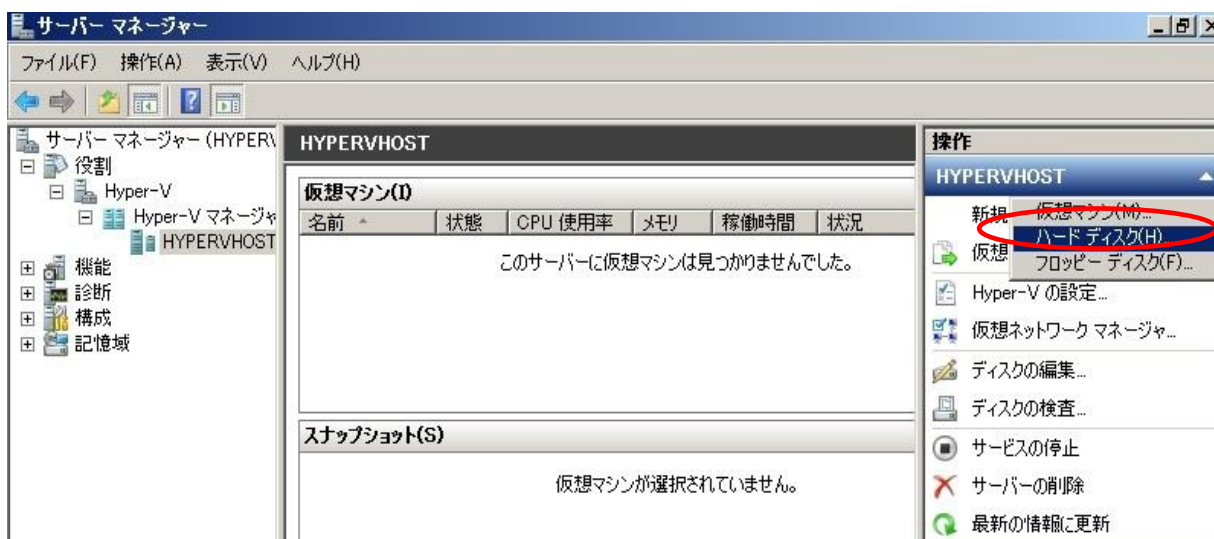 サーバー マネージャー
ファイル(F) 操作(A) 表示(V) ヘルプ(H)
サーバー マネージャー (HYPERV
役割
Hyper-V
Hyper-V マネージャ
HYPERVHOST
機能
診断
構成
記憶域
HYPERVHOST
仮想マシン(I)
名前 状態 CPU 使用率 メモリ 稼働時間 状況
このサーバーに仮想マシンは見つかりませんでした。
スナップショット(S)
仮想マシンが選択されていません。
操作
HYPERVHOST
新規
仮想マシン(M)...
ハード ディスク(H)...
フロッピー ディスク(F)...
仮想
Hyper-V の設定...
仮想ネットワーク マネージャ...
ディスクの編集...
ディスクの検査...
サービスの停止
サーバーの削除
最新の情報に更新